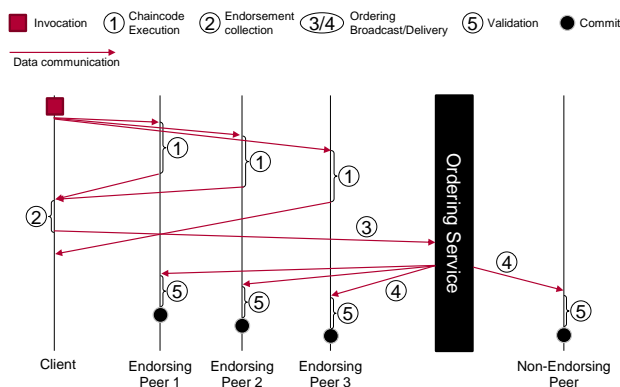 Invocation
1
Chaincode
Execution
2
Endorsement
collection
3/4
Ordering
Broadcast/Delivery
5
Validation
Commit
Data communication
1
1
1
2
3
4
4
5
5
5
5
Ordering Service
Client
Endorsing
Peer 1
Endorsing
Peer 2
Endorsing
Peer 3
Non-Endorsing
Peer